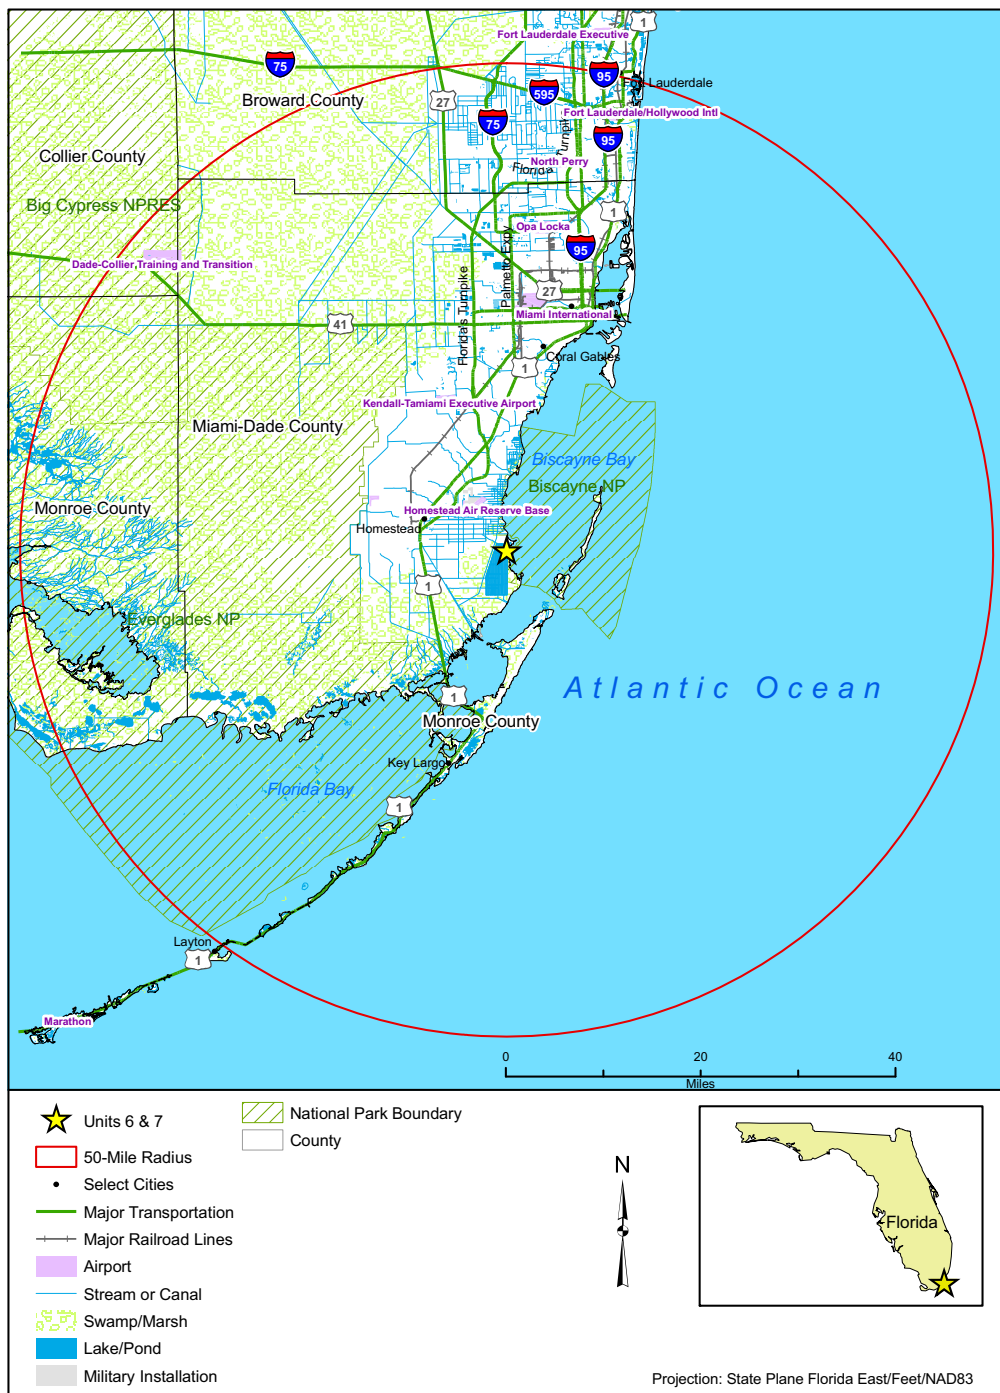 1
Fort Lauderdale Executive
75
95
Fort Lauderdale
595
Broward County
27
Fort Lauderdale/Hollywood Intl
75
95
Florida Turnpike
Collier County
North Perry
Big Cypress NPRES
1
Opa Locka
95
Dade-Collier Training and Transition
Palmetto Expy
Florida's Turnpike
27
Miami International
41
Coral Gables
1
Kendall-Tamiami Executive Airport
Miami-Dade County
Biscayne Bay
Biscayne NP
Monroe County
Homestead Air Reserve Base
Homestead
1
Everglades NP
Atlantic Ocean
1
Monroe County
Key Largo
Florida Bay
1
Layton
1
Marathon
0 20 40
Miles
Units 6 & 7
50-Mile Radius
Select Cities
Major Transportation
Major Railroad Lines
Airport
Stream or Canal
Swamp/Marsh
Lake/Pond
Military Installation
National Park Boundary
County
N
Florida
Projection: State Plane Florida East/Feet/NAD83